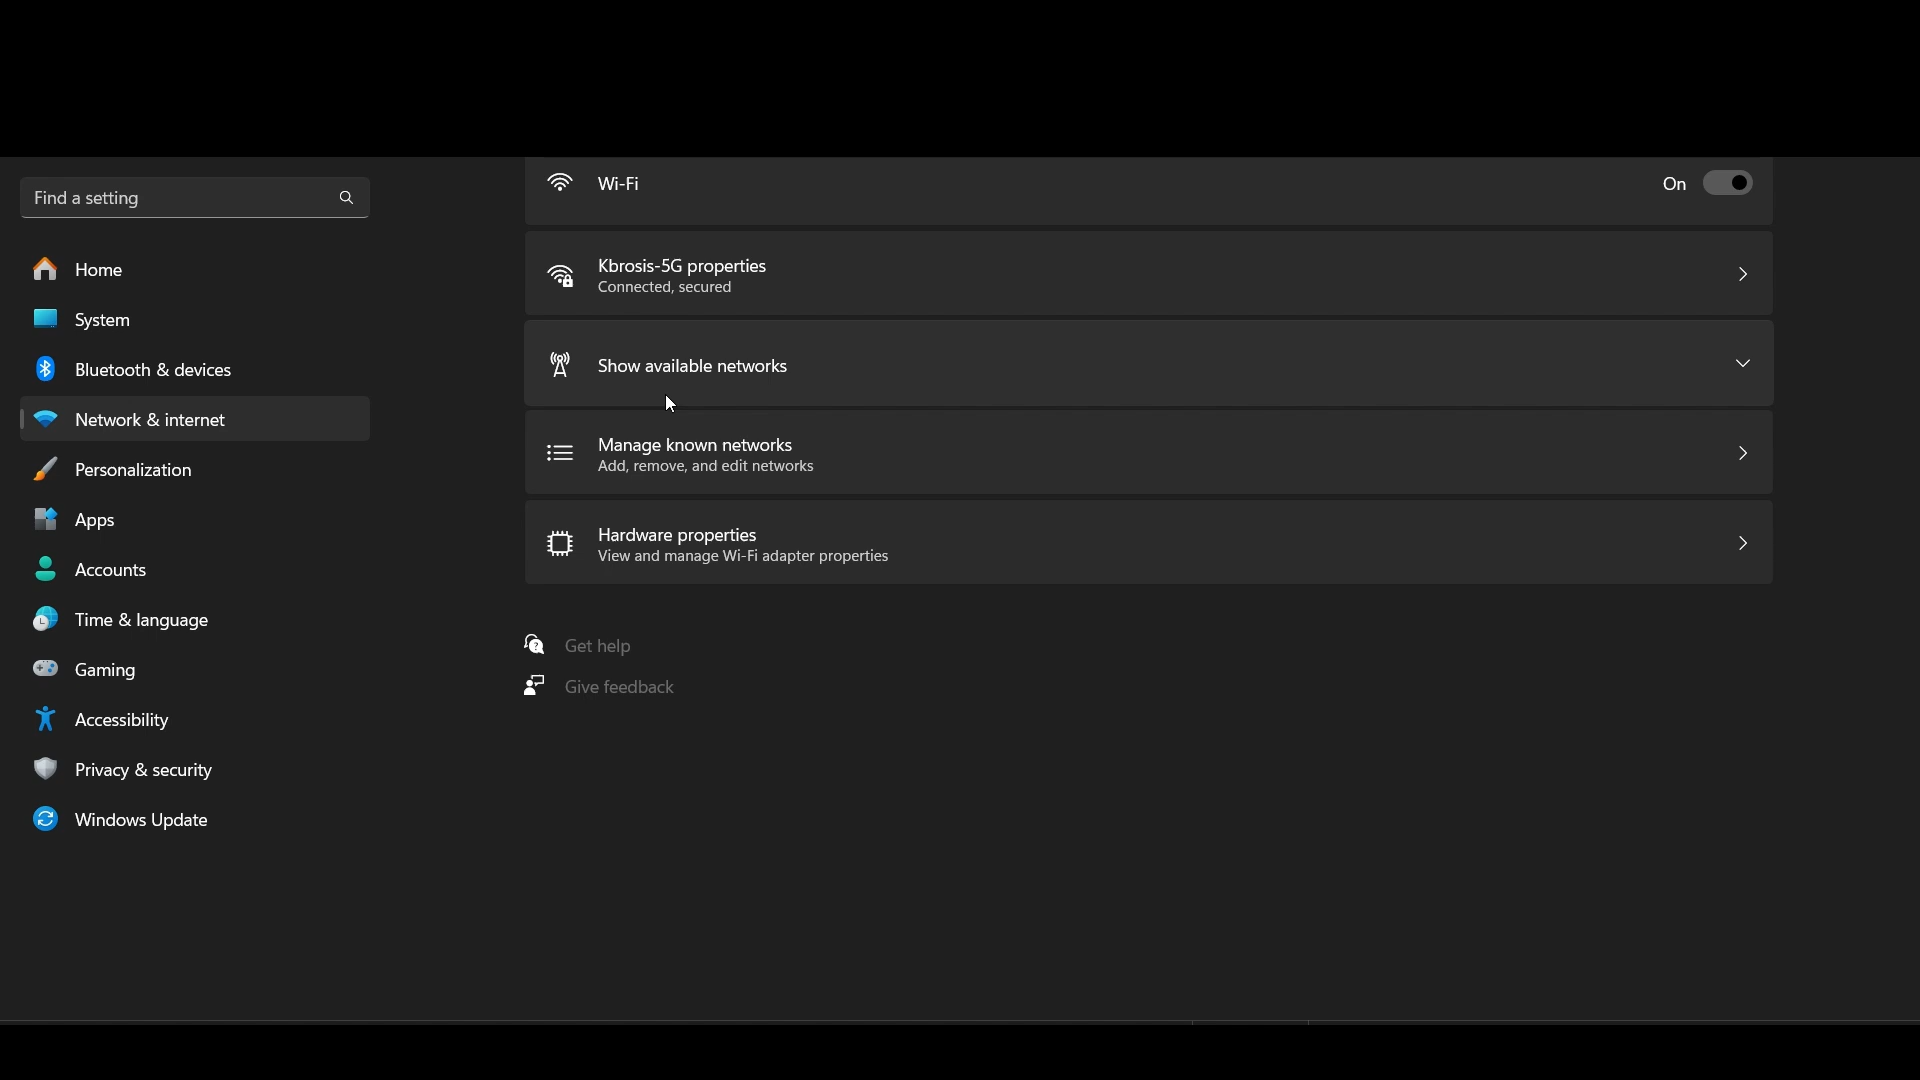 Find a setting
Home
System
Bluetooth & devices
Network & internet
Personalization
Apps
Accounts
Time & language
Gaming
Accessibility
Privacy & security
Windows Update
Wi-Fi
On
Kbrosis-5G properties
Connected, secured
Show available networks
Manage known networks
Add, remove, and edit networks
Hardware properties
View and manage Wi-Fi adapter properties
Get help
Give feedback